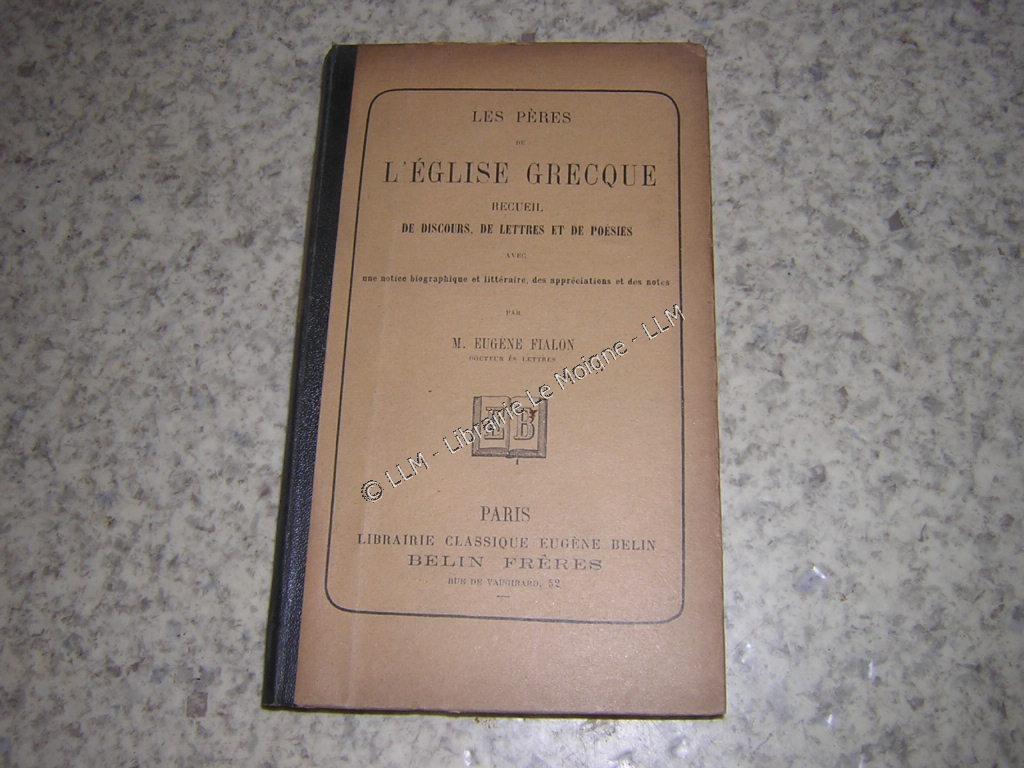 LES PÈRES
DE
L'ÉGLISE GRECQUE
RECUEIL
DE DISCOURS, DE LETTRES ET DE POÉSIES
AVEC
une notice biographique et littéraire, des appréciations et des notes
PAR
M. EUGÈNE FIALON
DOCTEUR ÈS LETTRES
EB
© LLM - Librairie Le Moigne - LLM
PARIS
LIBRAIRIE CLASSIQUE EUGÈNE BELIN
BELIN FRÈRES
RUE DE VAUGIRARD, 52